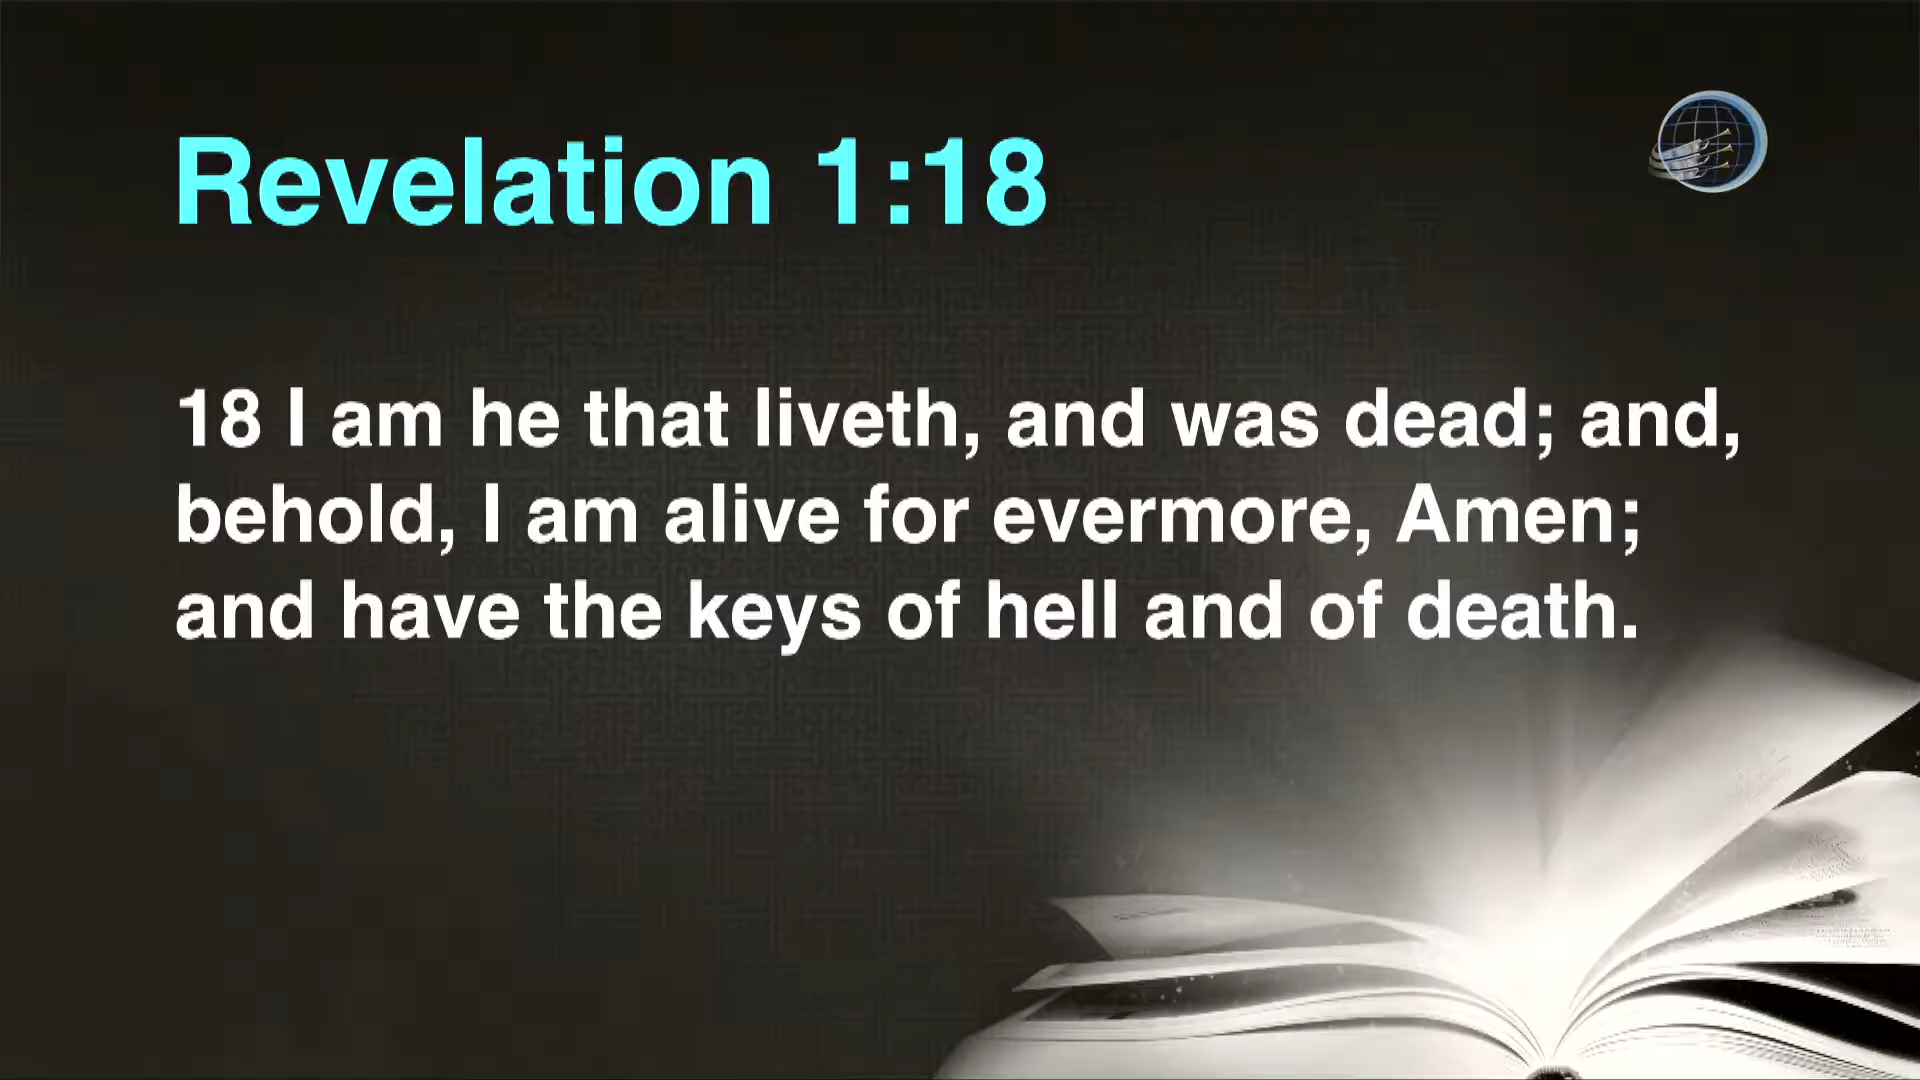 Revelation 1:18
18 I am he that liveth, and was dead; and,
behold, I am alive for evermore, Amen;
and have the keys of hell and of death.